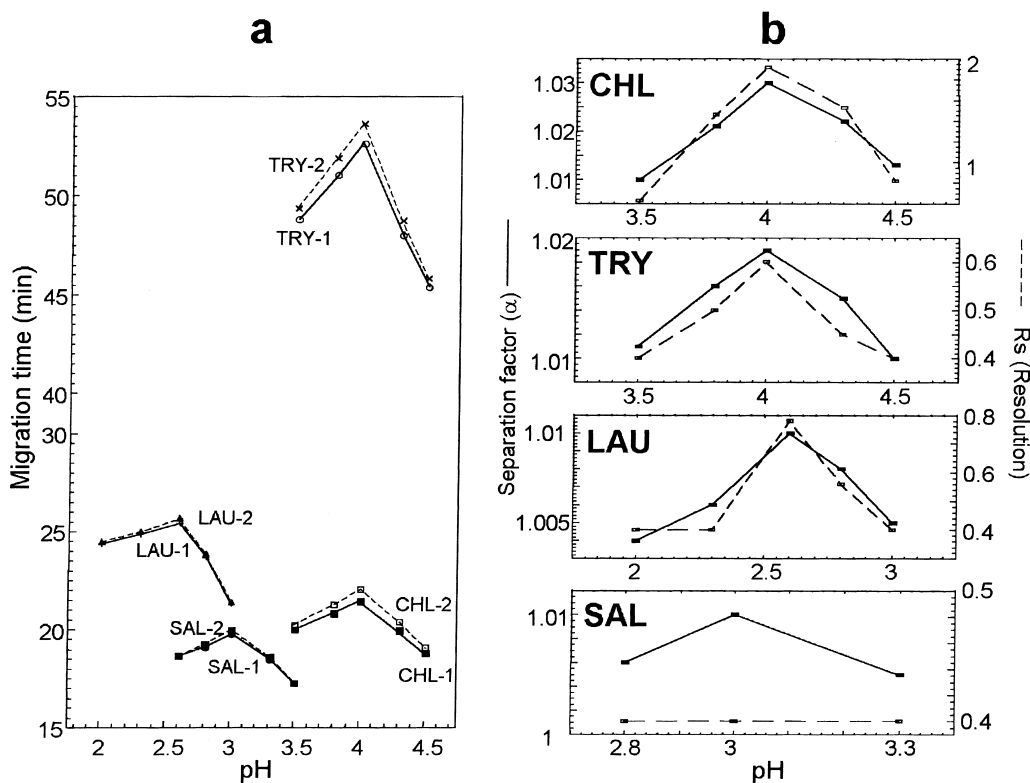 a
b
55
50
45
40
30
25
20
15
Migration time (min)
TRY-2
TRY-1
LAU-2
LAU-1
SAL-2
SAL-1
CHL-2
CHL-1
2
2.5
3
3.5
4
4.5
pH
Separation factor (α)
Rs (Resolution)
CHL
1.03
1.02
1.01
2
1
3.5
4
4.5
TRY
1.02
1.01
0.6
0.5
0.4
3.5
4
4.5
LAU
1.01
1.005
0.8
0.6
0.4
2
2.5
3
SAL
1.01
1
0.5
0.4
2.8
3
3.3
pH